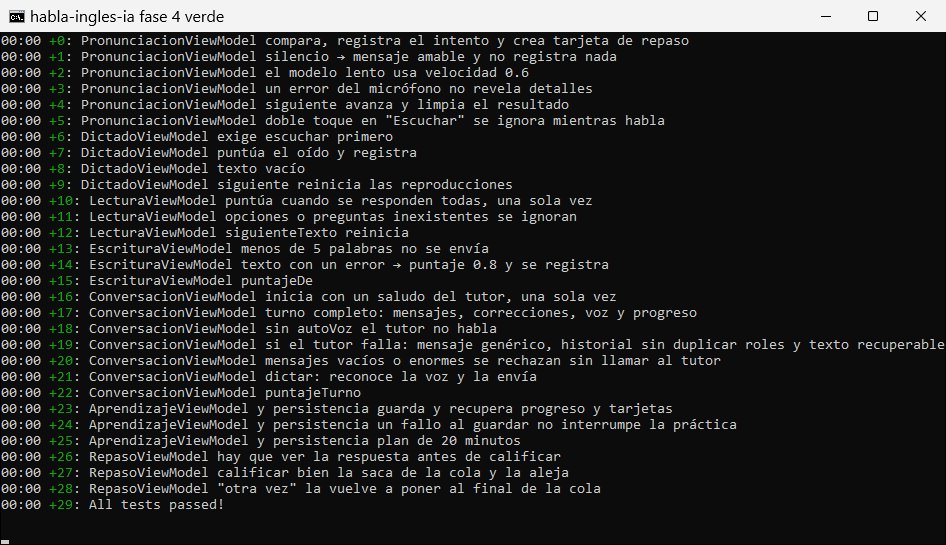 habla-ingles-ia fase 4 verde
00:00 +0: PronunciacionViewModel compara, registra el intento y crea tarjeta de repaso
00:00 +1: PronunciacionViewModel silencio → mensaje amable y no registra nada
00:00 +2: PronunciacionViewModel el modelo lento usa velocidad 0.6
00:00 +3: PronunciacionViewModel un error del micrófono no revela detalles
00:00 +4: PronunciacionViewModel siguiente avanza y limpia el resultado
00:00 +5: PronunciacionViewModel doble toque en "Escuchar" se ignora mientras habla
00:00 +6: DictadoViewModel exige escuchar primero
00:00 +7: DictadoViewModel puntúa el oído y registra
00:00 +8: DictadoViewModel texto vacío
00:00 +9: DictadoViewModel siguiente reinicia las reproducciones
00:00 +10: LecturaViewModel puntúa cuando se responden todas, una sola vez
00:00 +11: LecturaViewModel opciones o preguntas inexistentes se ignoran
00:00 +12: LecturaViewModel siguienteTexto reinicia
00:00 +13: EscrituraViewModel menos de 5 palabras no se envía
00:00 +14: EscrituraViewModel texto con un error → puntaje 0.8 y se registra
00:00 +15: EscrituraViewModel puntajeDe
00:00 +16: ConversacionViewModel inicia con un saludo del tutor, una sola vez
00:00 +17: ConversacionViewModel turno completo: mensajes, correcciones, voz y progreso
00:00 +18: ConversacionViewModel sin autoVoz el tutor no habla
00:00 +19: ConversacionViewModel si el tutor falla: mensaje genérico, historial sin duplicar roles y texto recuperable
00:00 +20: ConversacionViewModel mensajes vacíos o enormes se rechazan sin llamar al tutor
00:00 +21: ConversacionViewModel dictar: reconoce la voz y la envía
00:00 +22: ConversacionViewModel puntajeTurno
00:00 +23: AprendizajeViewModel y persistencia guarda y recupera progreso y tarjetas
00:00 +24: AprendizajeViewModel y persistencia un fallo al guardar no interrumpe la práctica
00:00 +25: AprendizajeViewModel y persistencia plan de 20 minutos
00:00 +26: RepasoViewModel hay que ver la respuesta antes de calificar
00:00 +27: RepasoViewModel calificar bien la saca de la cola y la aleja
00:00 +28: RepasoViewModel "otra vez" la vuelve a poner al final de la cola
00:00 +29: All tests passed!